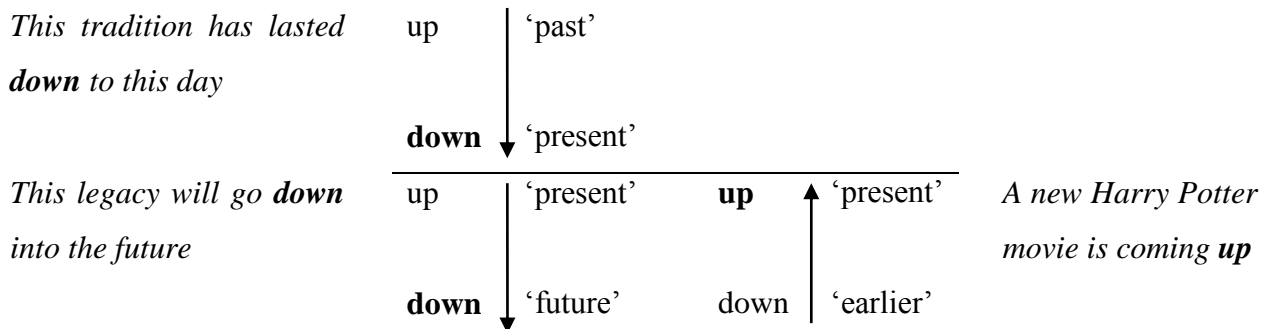 This tradition has lasted up 'past'
down to this day
down 'present'
This legacy will go down up 'present' up 'present' A new Harry Potter
into the future movie is coming up
down 'future' down 'earlier'